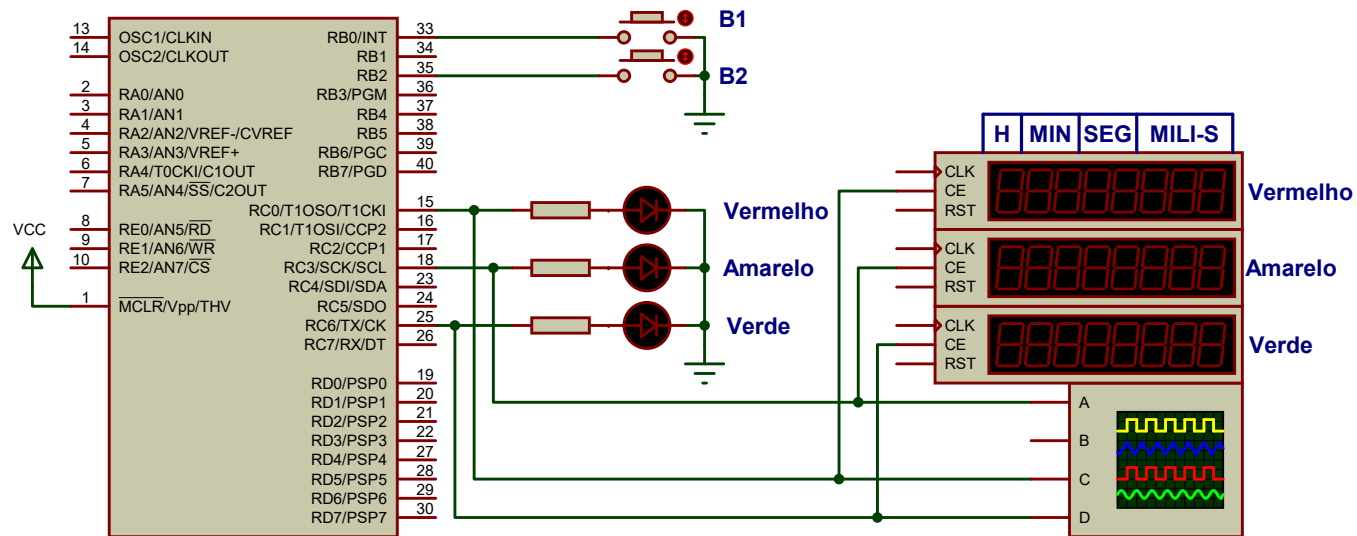 13 OSC1/CLKIN
14 OSC2/CLKOUT
2 RA0/AN0
3 RA1/AN1
4 RA2/AN2/VREF-/CVREF
5 RA3/AN3/VREF+
6 RA4/T0CKI/C1OUT
7 RA5/AN4/SS/C2OUT
8 RE0/AN5/RD
9 RE1/AN6/WR
10 RE2/AN7/CS
1 MCLR/Vpp/THV
VCC
RB0/INT 33
RB1 34
RB2 35
RB3/PGM 36
RB4 37
RB5 38
RB6/PGC 39
RB7/PGD 40
RC0/T1OSO/T1CKI 15
RC1/T1OSI/CCP2 16
RC2/CCP1 17
RC3/SCK/SCL 18
RC4/SDI/SDA 23
RC5/SDO 24
RC6/TX/CK 25
RC7/RX/DT 26
RD0/PSP0 19
RD1/PSP1 20
RD2/PSP2 21
RD3/PSP3 22
RD4/PSP4 27
RD5/PSP5 28
RD6/PSP6 29
RD7/PSP7 30
B1
B2
Vermelho
Amarelo
Verde
H MIN SEG MILI-S
CLK
CE
RST
Vermelho
CLK
CE
RST
Amarelo
CLK
CE
RST
Verde
A
B
C
D